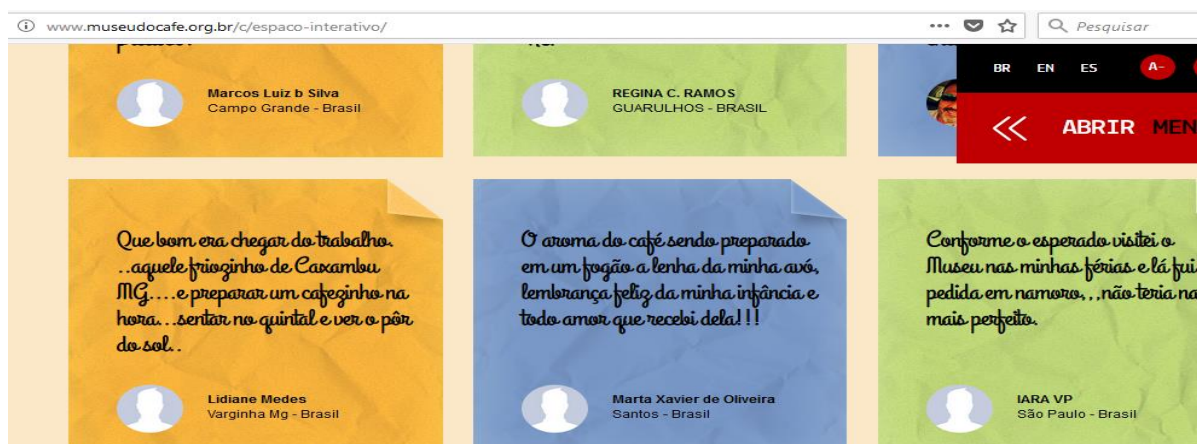 www.museudocafe.org.br/c/espaco-interativo/
Pesquisar
BR EN ES A-
ABRIR MEN
Marcos Luiz b Silva
Campo Grande - Brasil
REGINA C. RAMOS
GUARULHOS - BRASIL
Que bom era chegar do trabalho.
..aquele friozinho de Caxambu
MG....e preparar um cafezinho na
hora...sentar no quintal e ver o pôr
do sol..
Lidiane Medes
Varginha Mg - Brasil
O aroma do café sendo preparado
em um fogão a lenha da minha avó,
lembrança feliz da minha infância e
todo amor que recebi dela!!!
Marta Xavier de Oliveira
Santos - Brasil
Conforme o esperado visitei o
Museu nas minhas férias e lá fui
pedida em namoro,,,não teria na
mais perfeito.
IARA VP
São Paulo - Brasil